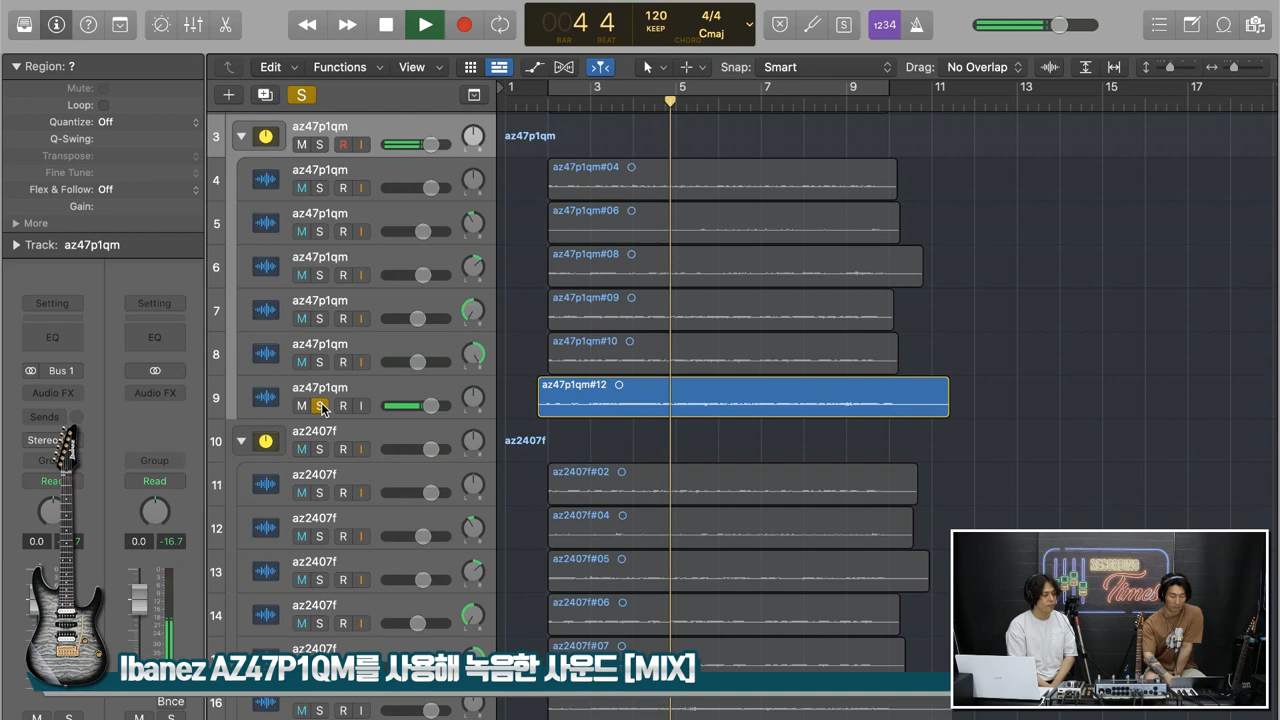 004 4
BAR BEAT
120
KEEP
4/4
Cmaj
CHORD
1234
S
Region: ?
Mute:
Loop:
Quantize: Off
Q-Swing:
Transpose:
Fine Tune:
Flex & Follow: Off
Gain:
More
Track: az47p1qm
Edit Functions View Snap: Smart Drag: No Overlap
S
1 3 5 7 9 11 13 15 17
3 az47p1qm
M S R I
az47p1qm
4 az47p1qm
M S R I
az47p1qm#04
5 az47p1qm
M S R I
az47p1qm#06
6 az47p1qm
M S R I
az47p1qm#08
7 az47p1qm
M S R I
az47p1qm#09
8 az47p1qm
M S R I
az47p1qm#10
9 az47p1qm
M S R I
az47p1qm#12
10 az2407f
M S R I
az2407f
11 az2407f
M S R I
az2407f#02
12 az2407f
M S R I
az2407f#04
13 az2407f
M S R I
az2407f#05
14 az2407f
M S R I
az2407f#06
az2407f
az2407f#07
16
M S R I
Setting Setting
EQ EQ
Bus 1
Audio FX Audio FX
Sends
Stereo
Group
Read Read
0.0
0.0 -16.7
Bnce
M S M S
Times
Ibanez AZ47P1QM를 사용해 녹음한 사운드 [MIX]